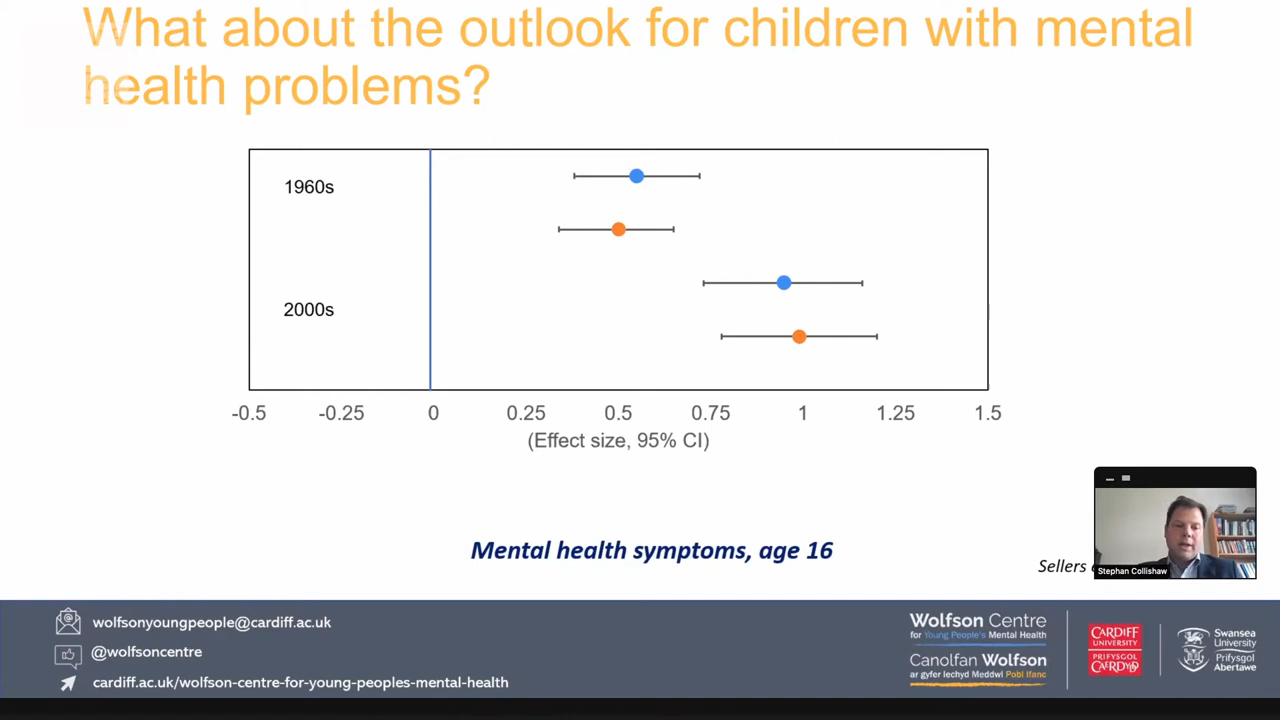 What about the outlook for children with mental
health problems?
1960s
2000s
-0.5 -0.25 0 0.25 0.5 0.75 1 1.25 1.5
(Effect size, 95% CI)
Mental health symptoms, age 16
Sellers
Stephan Collishaw
wolfsonyoungpeople@cardiff.ac.uk
@wolfsoncentre
cardiff.ac.uk/wolfson-centre-for-young-peoples-mental-health
Wolfson Centre
for Young People's Mental Health
Canolfan Wolfson
ar gyfer Iechyd Meddwl Pobl Ifanc
CARDIFF
UNIVERSITY
PRIFYSGOL
CAERDYDD
Swansea
University
Prifysgol
Abertawe